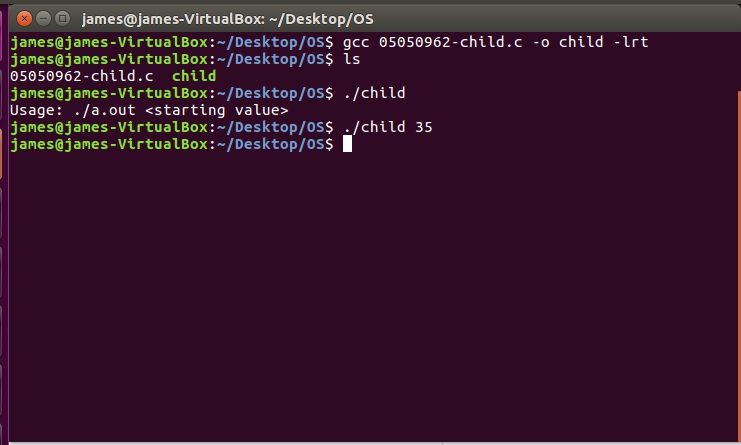 james@james-VirtualBox: ~/Desktop/OS
james@james-VirtualBox:~/Desktop/OS$ gcc 05050962-child.c -o child -lrt
james@james-VirtualBox:~/Desktop/OS$ ls
05050962-child.c  child
james@james-VirtualBox:~/Desktop/OS$ ./child
Usage: ./a.out <starting value>
james@james-VirtualBox:~/Desktop/OS$ ./child 35
james@james-VirtualBox:~/Desktop/OS$